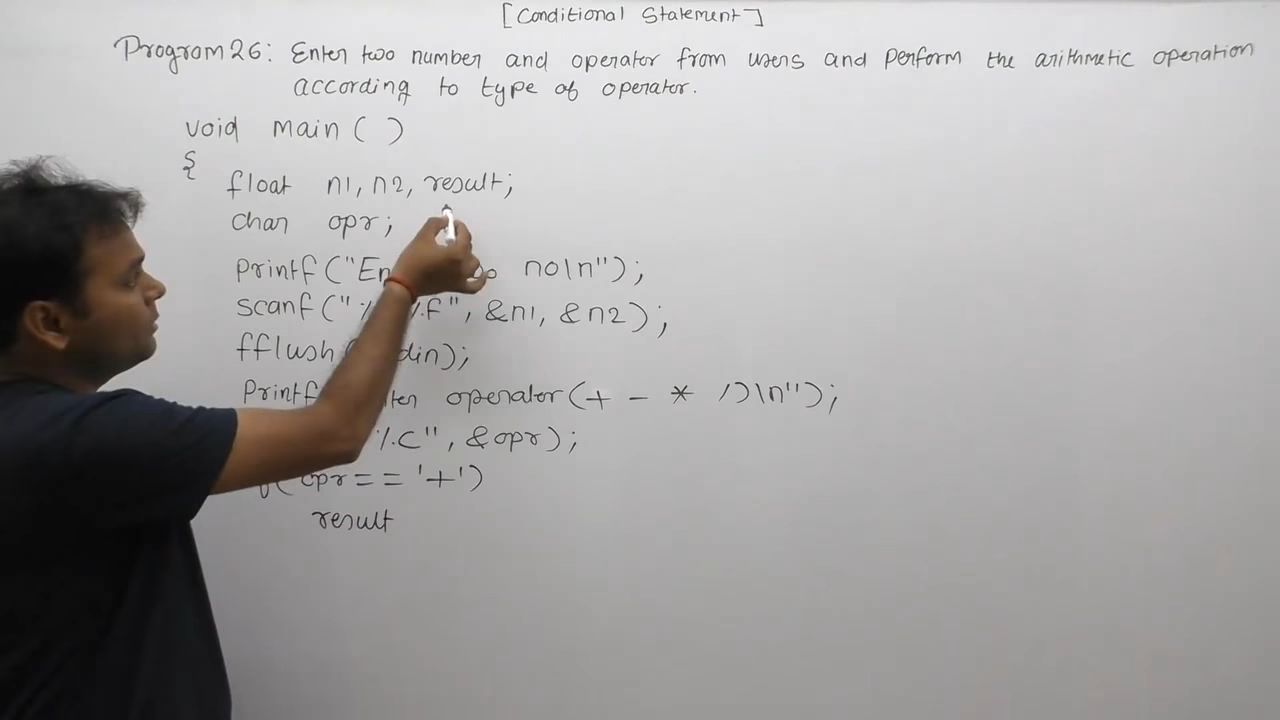 [Conditional Statement]
Program 26: Enter two number and operator from users and perform the arithmetic operation
according to type of operator.
void main ( )
{
float n1, n2, result;
char opr;
printf ("En no\n");
scanf (" %f", &n1, &n2);
fflush din);
Printf operator (+ - * /)\n");
%c", &opr);
opr == '+')
result